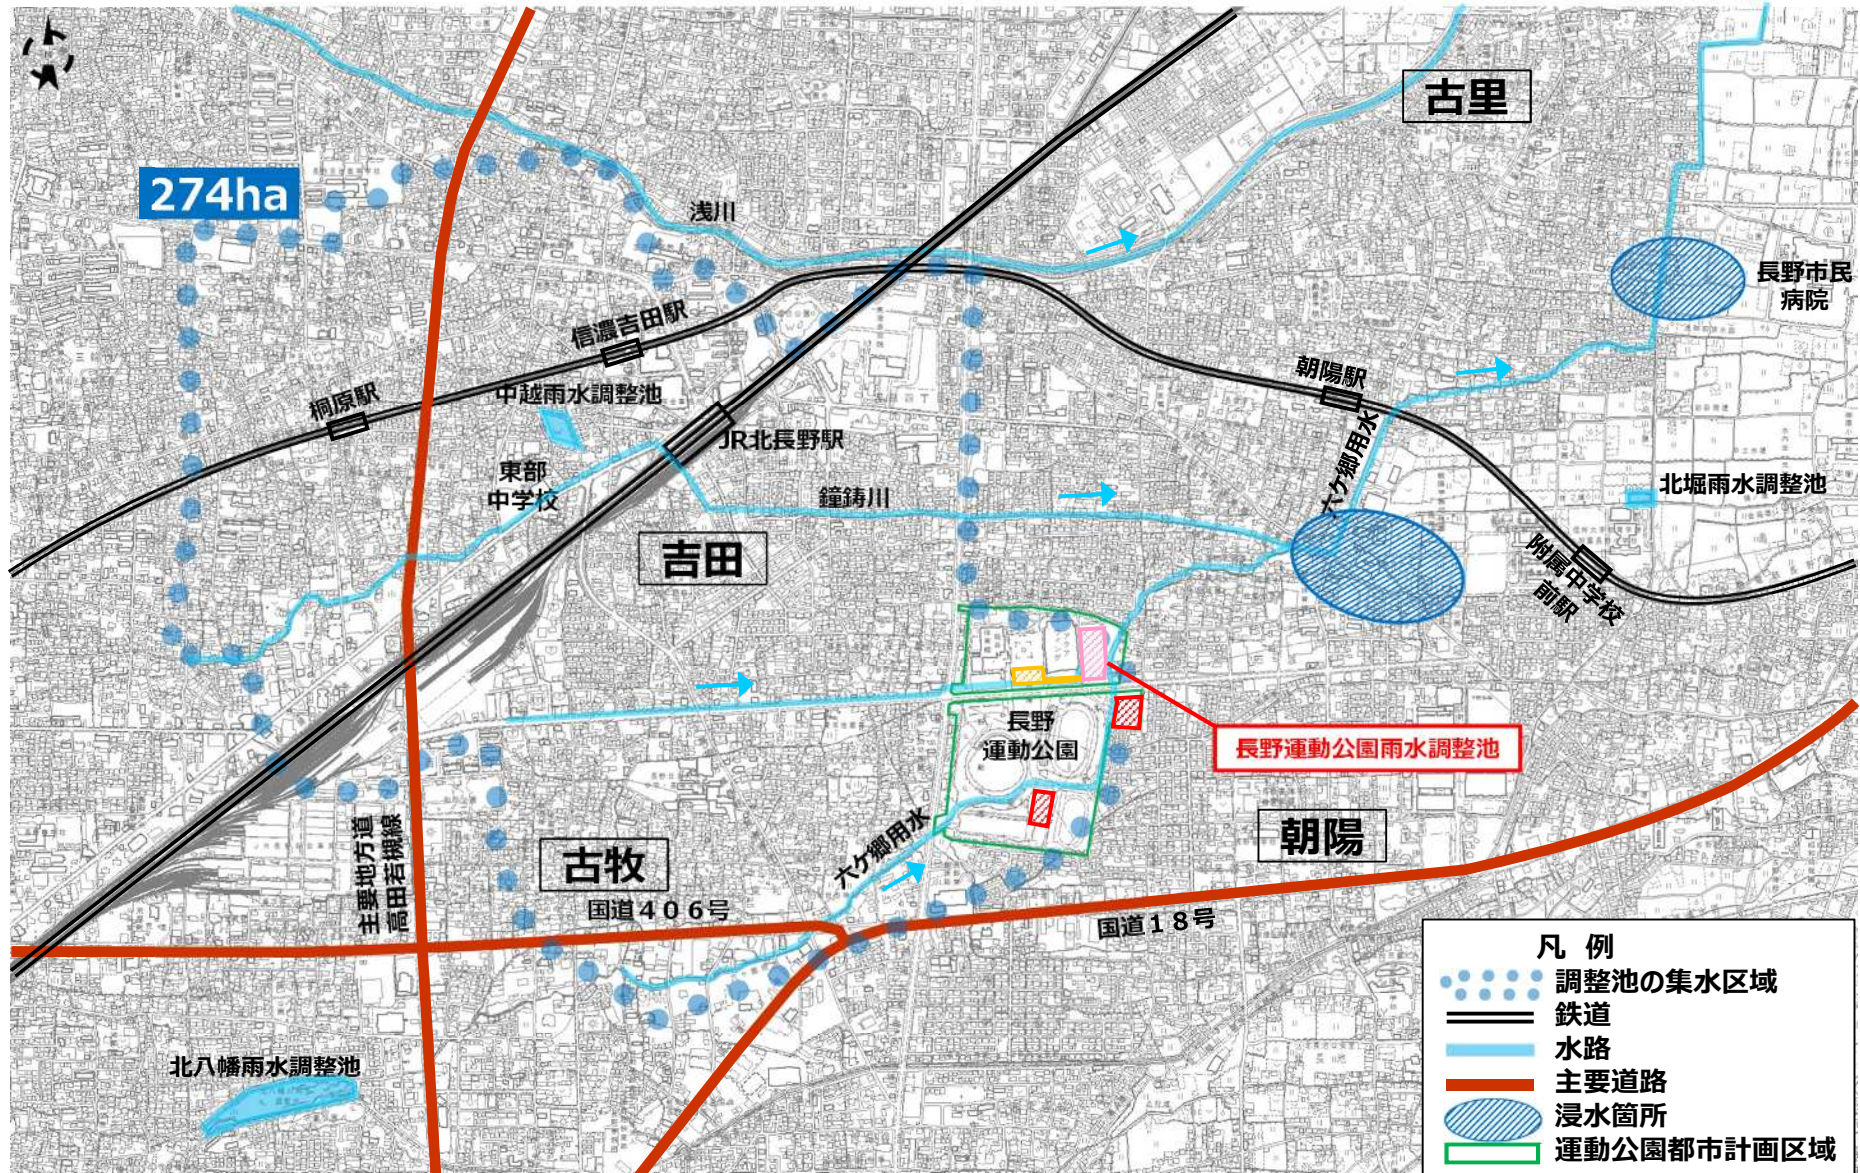 古里
274ha
浅川
長野市民
病院
信濃吉田駅
朝陽駅
桐原駅
中越雨水調整池
JR北長野駅
六ケ郷用水
東部
中学校
鐘鋳川
北堀雨水調整池
吉田
附属中学校
前駅
長野
運動公園
長野運動公園雨水調整池
主要地方道
高田若槻線
古牧
六ケ郷用水
朝陽
国道406号
国道18号
北八幡雨水調整池
凡 例
調整池の集水区域
鉄道
水路
主要道路
浸水箇所
運動公園都市計画区域